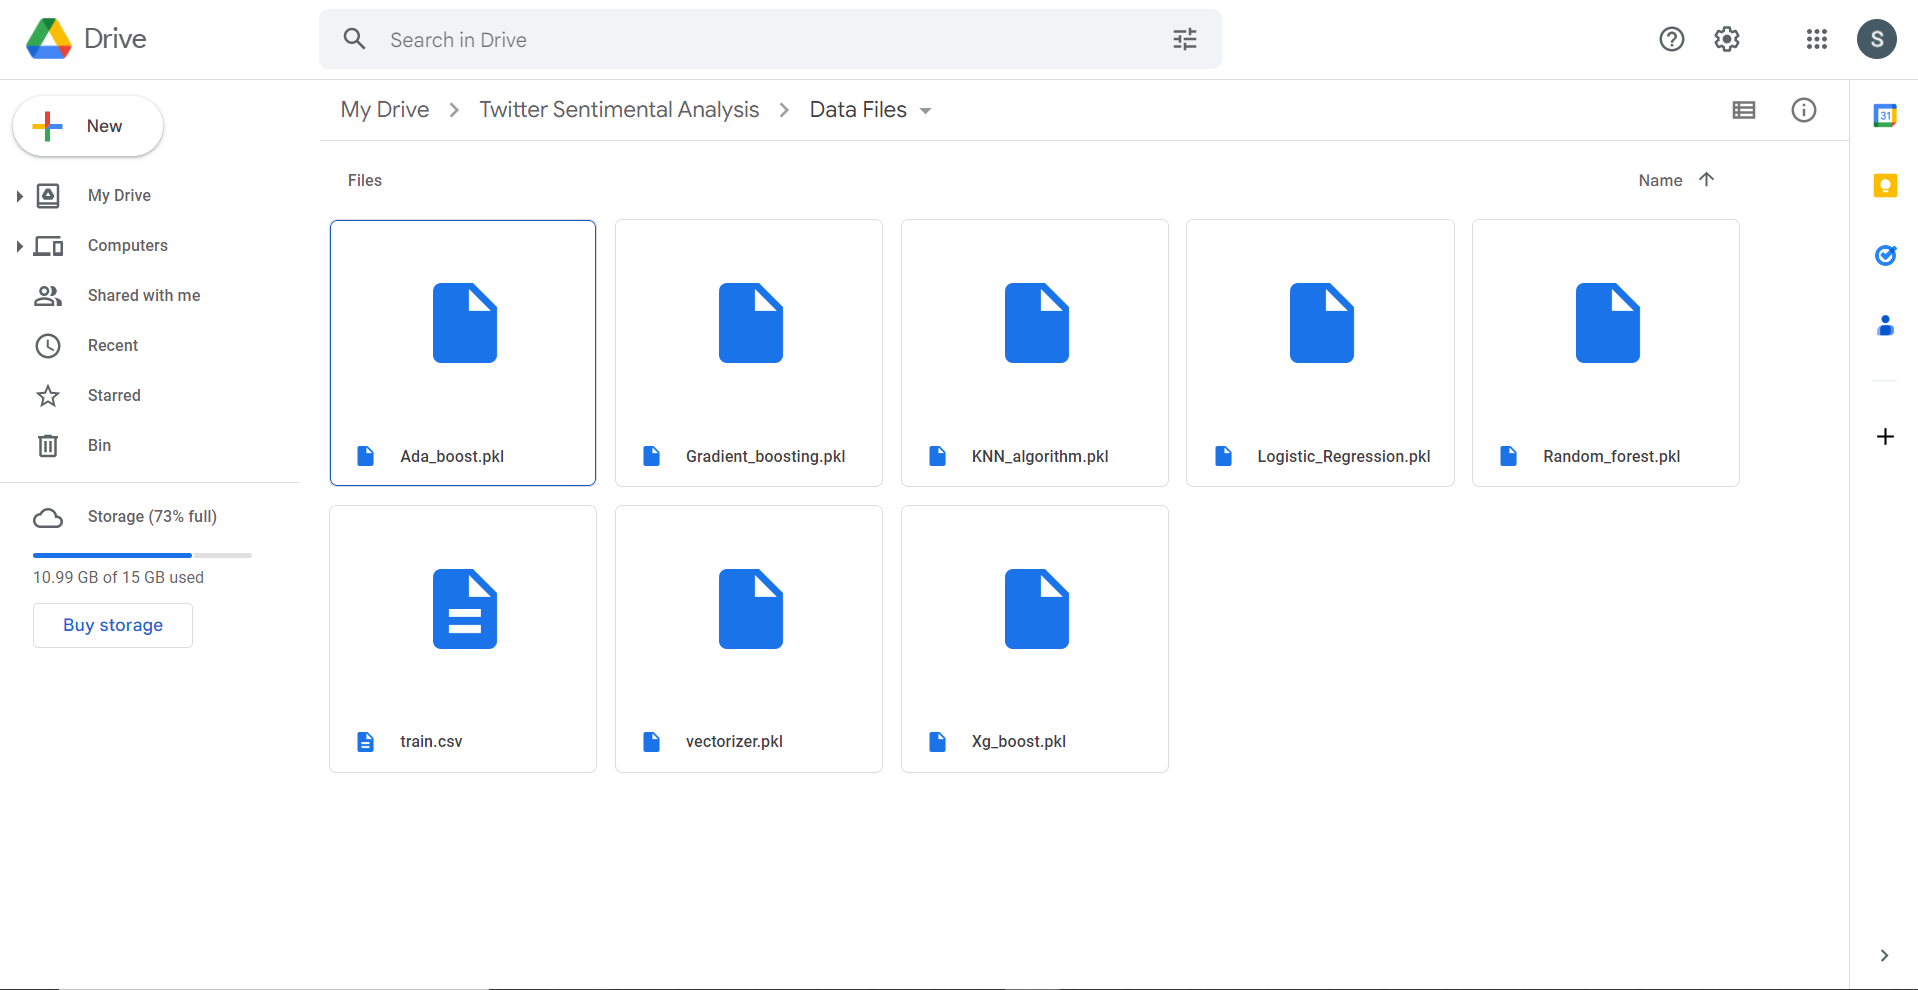 Drive
Search in Drive
S
New
My Drive
Computers
Shared with me
Recent
Starred
Bin
Storage (73% full)
10.99 GB of 15 GB used
Buy storage
My Drive Twitter Sentimental Analysis Data Files
Files
Name
Ada_boost.pkl
Gradient_boosting.pkl
KNN_algorithm.pkl
Logistic_Regression.pkl
Random_forest.pkl
train.csv
vectorizer.pkl
Xg_boost.pkl
31